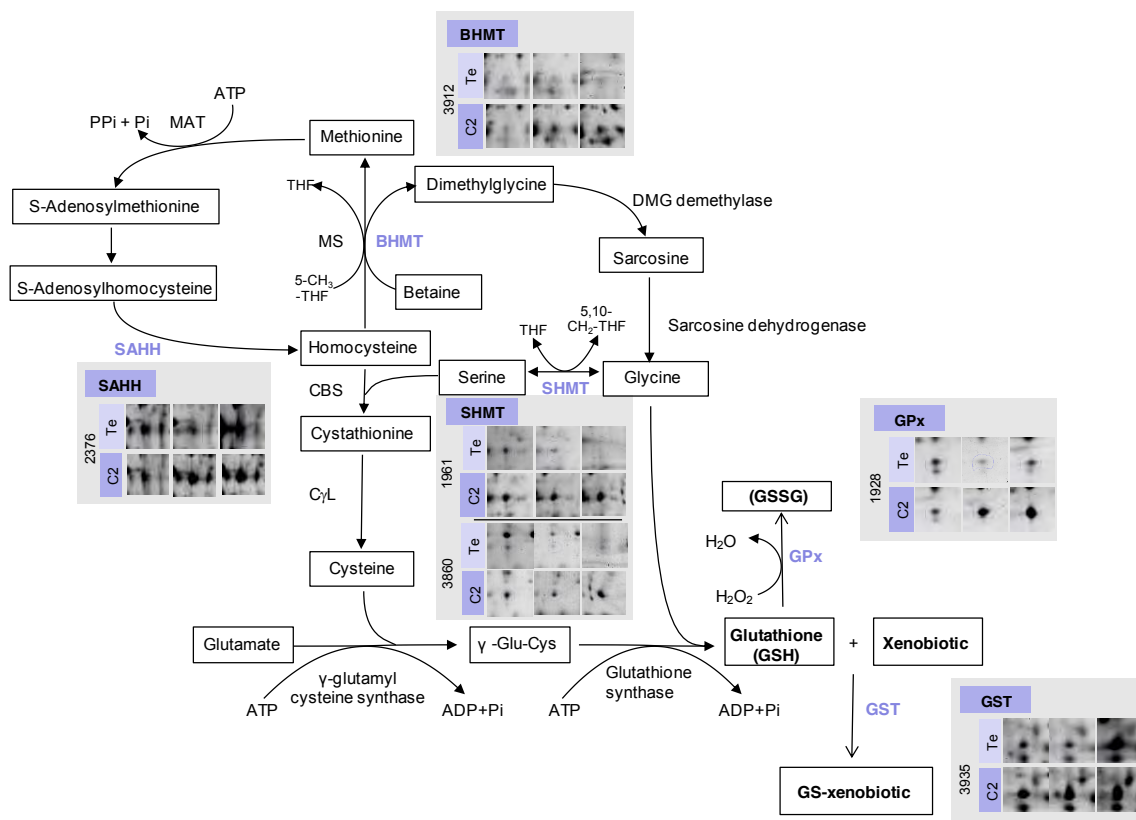 BHMT
Te
3912
C2
ATP
PPi + Pi
MAT
Methionine
THF
Dimethylglycine
DMG demethylase
S-Adenosylmethionine
MS
BHMT
Sarcosine
S-Adenosylhomocysteine
5-CH₃
-THF
Betaine
5,10-
CH₂-THF
THF
Sarcosine dehydrogenase
SAHH
Homocysteine
Serine
SHMT
Glycine
CBS
SAHH
Te
2376
C2
Cystathionine
SHMT
Te
1961
C2
Te
3860
C2
GPx
Te
1928
C2
CγL
(GSSG)
H₂O
GPx
H₂O₂
Cysteine
Glutamate
γ -Glu-Cys
Glutathione
(GSH)
+
Xenobiotic
γ-glutamyl
cysteine synthase
Glutathione
synthase
ATP
ADP+Pi
ATP
ADP+Pi
GST
GST
Te
3935
C2
GS-xenobiotic